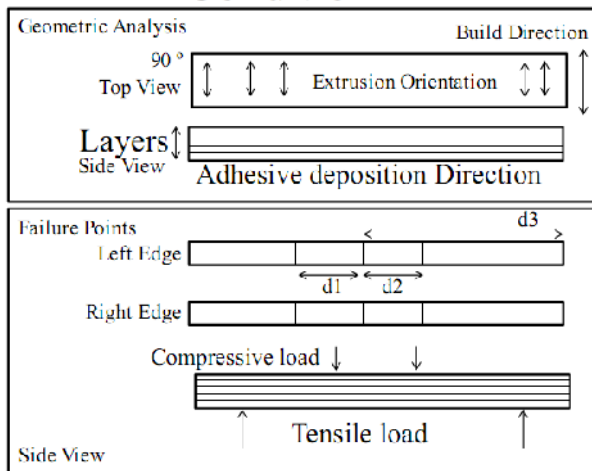 Geometric Analysis
Build Direction
90 °
Top View
Extrusion Orientation
Layers
Side View
Adhesive deposition Direction
Failure Points
d3
Left Edge
d1
d2
Right Edge
Compressive load
Tensile load
Side View